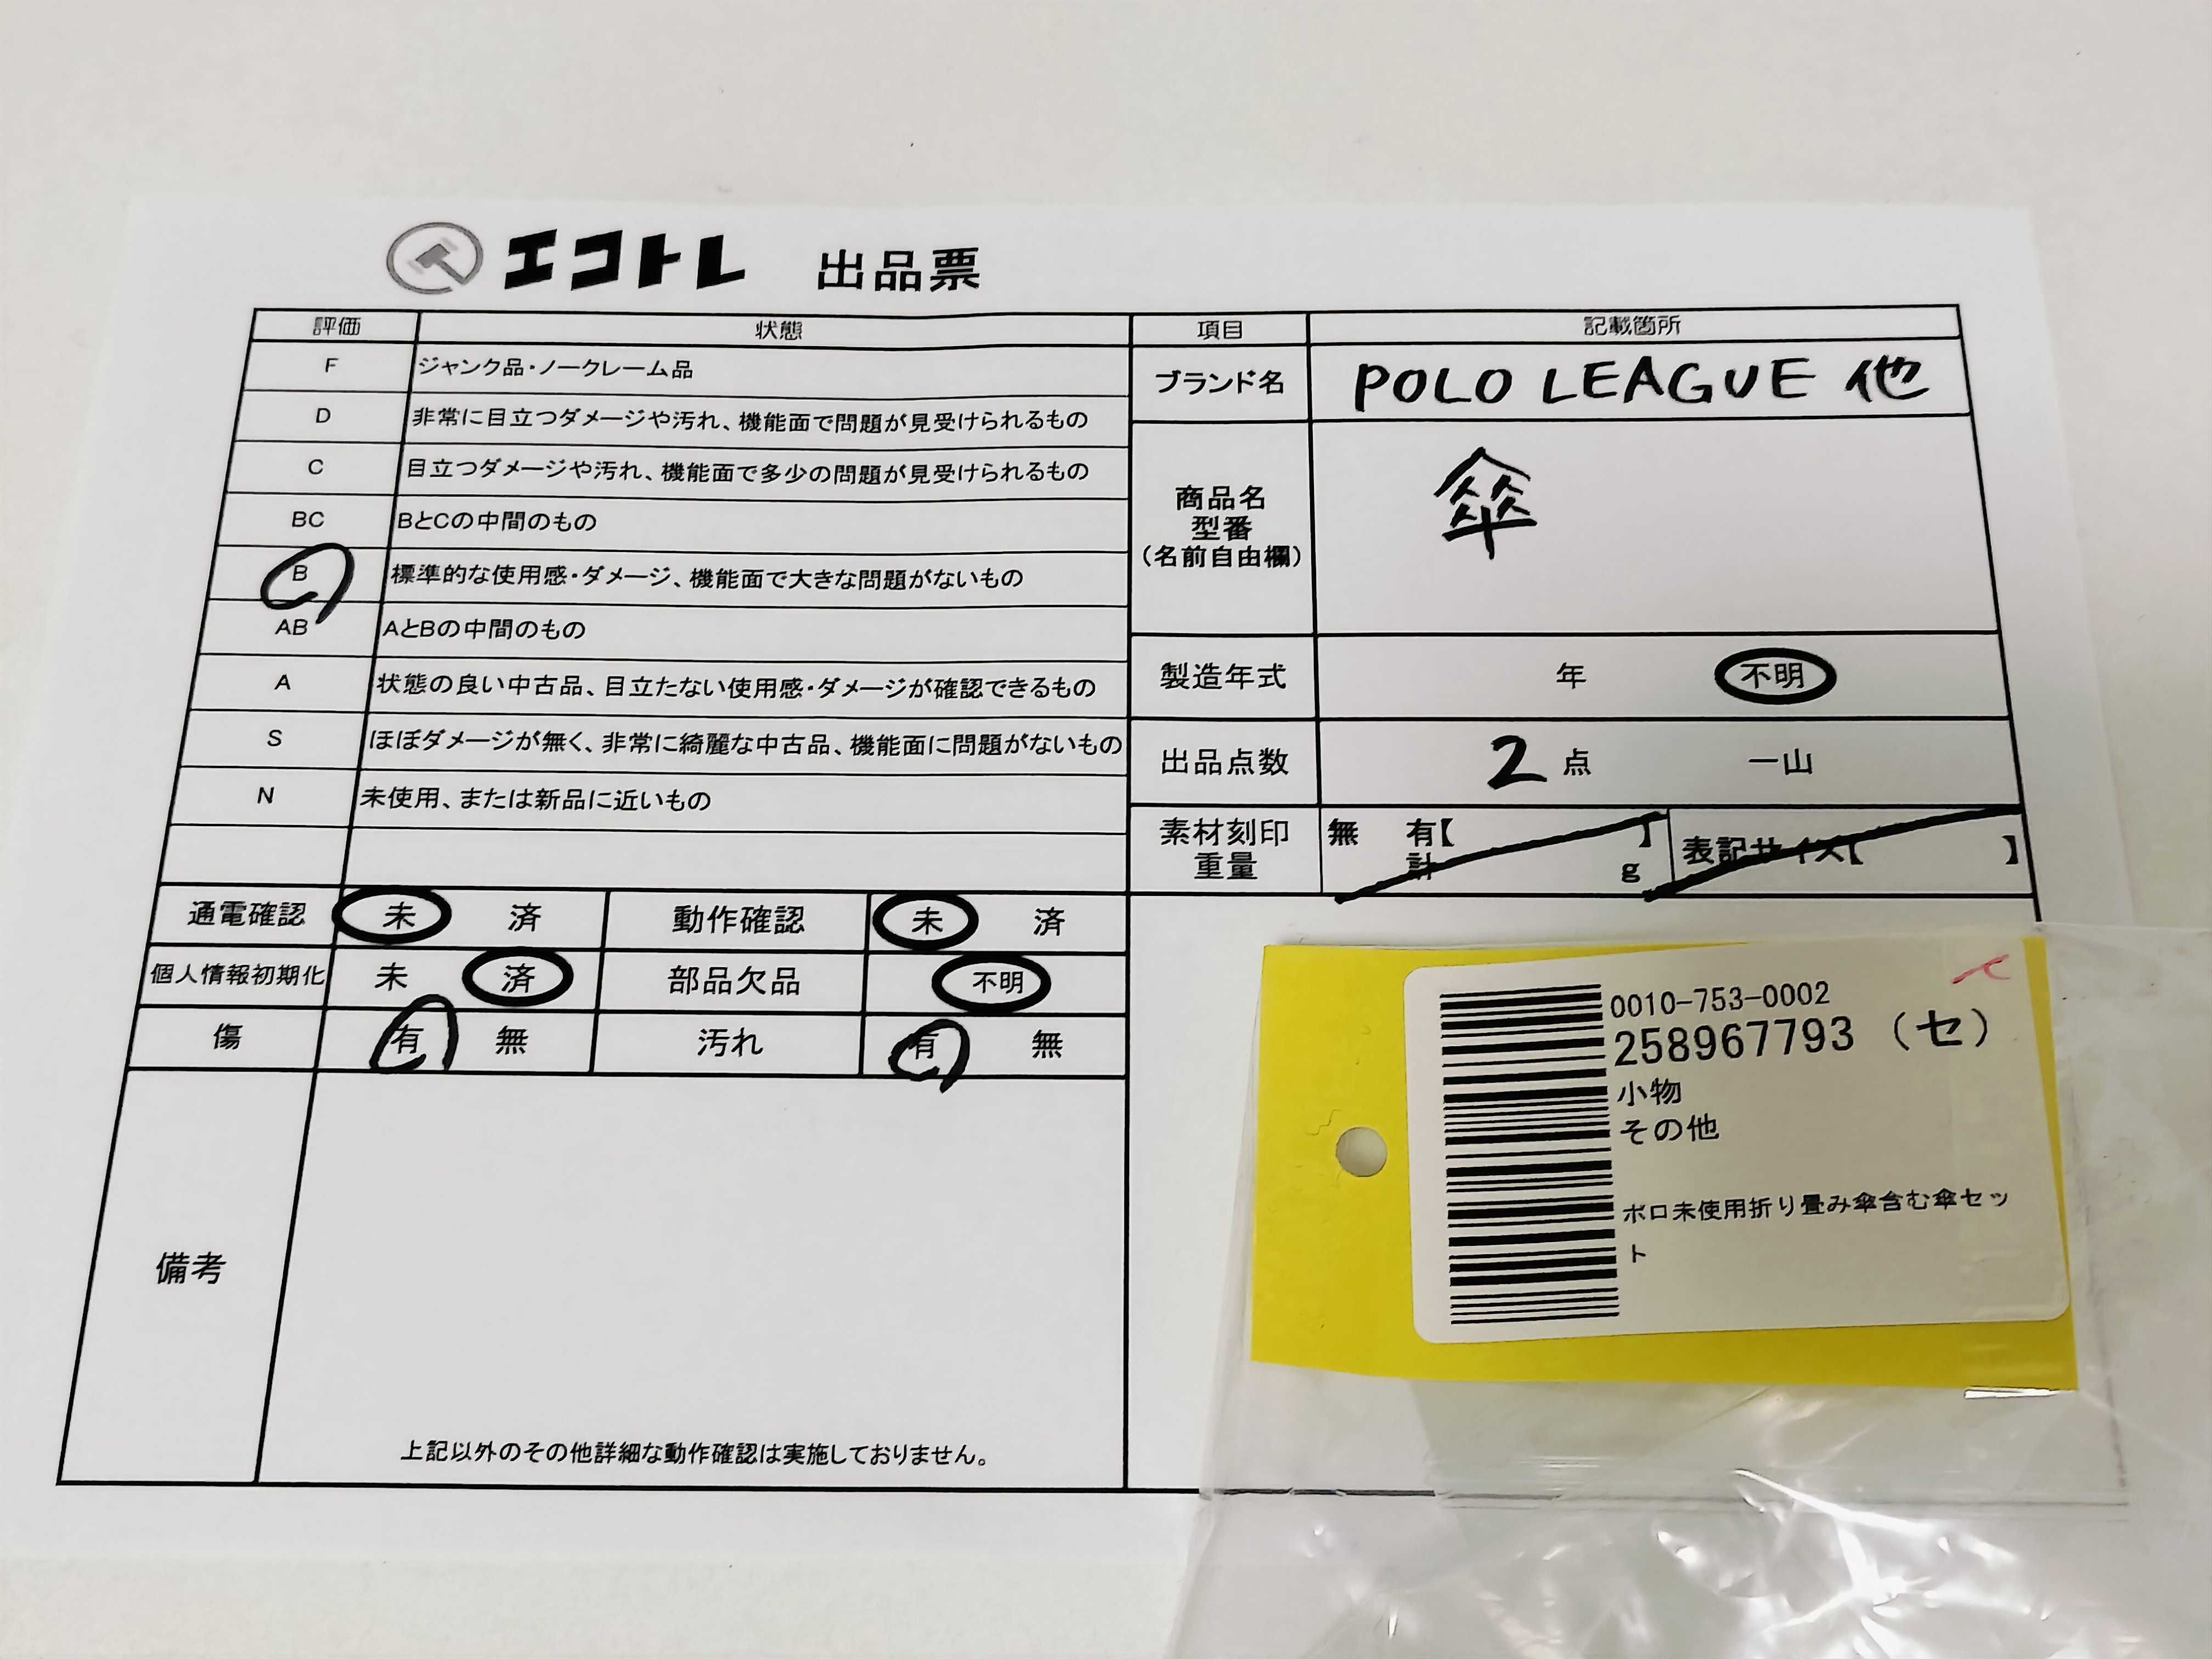 エコトレ 出品票
評価 状態 項目 記載箇所
F ジャンク品・ノークレーム品
D 非常に目立つダメージや汚れ、機能面で問題が見受けられるもの
C 目立つダメージや汚れ、機能面で多少の問題が見受けられるもの
BC BとCの中間のもの
B 標準的な使用感・ダメージ、機能面で大きな問題がないもの
AB AとBの中間のもの
A 状態の良い中古品、目立たない使用感・ダメージが確認できるもの
S ほぼダメージが無く、非常に綺麗な中古品、機能面に問題がないもの
N 未使用、または新品に近いもの
ブランド名 POLO LEAGUE 他
商品名
型番
(名前自由欄)
傘
製造年式 年 不明
出品点数 2 点 一山
素材刻印 無 有【 】 表記サイズ【 】
重量 計 g
通電確認 未 済 動作確認 未 済
個人情報初期化 未 済 部品欠品 不明
傷 有 無 汚れ 有 無
備考
上記以外のその他詳細な動作確認は実施しておりません。
0010-753-0002
258967793 (セ)
小物
その他
ポロ未使用折り畳み傘含む傘セッ
ト